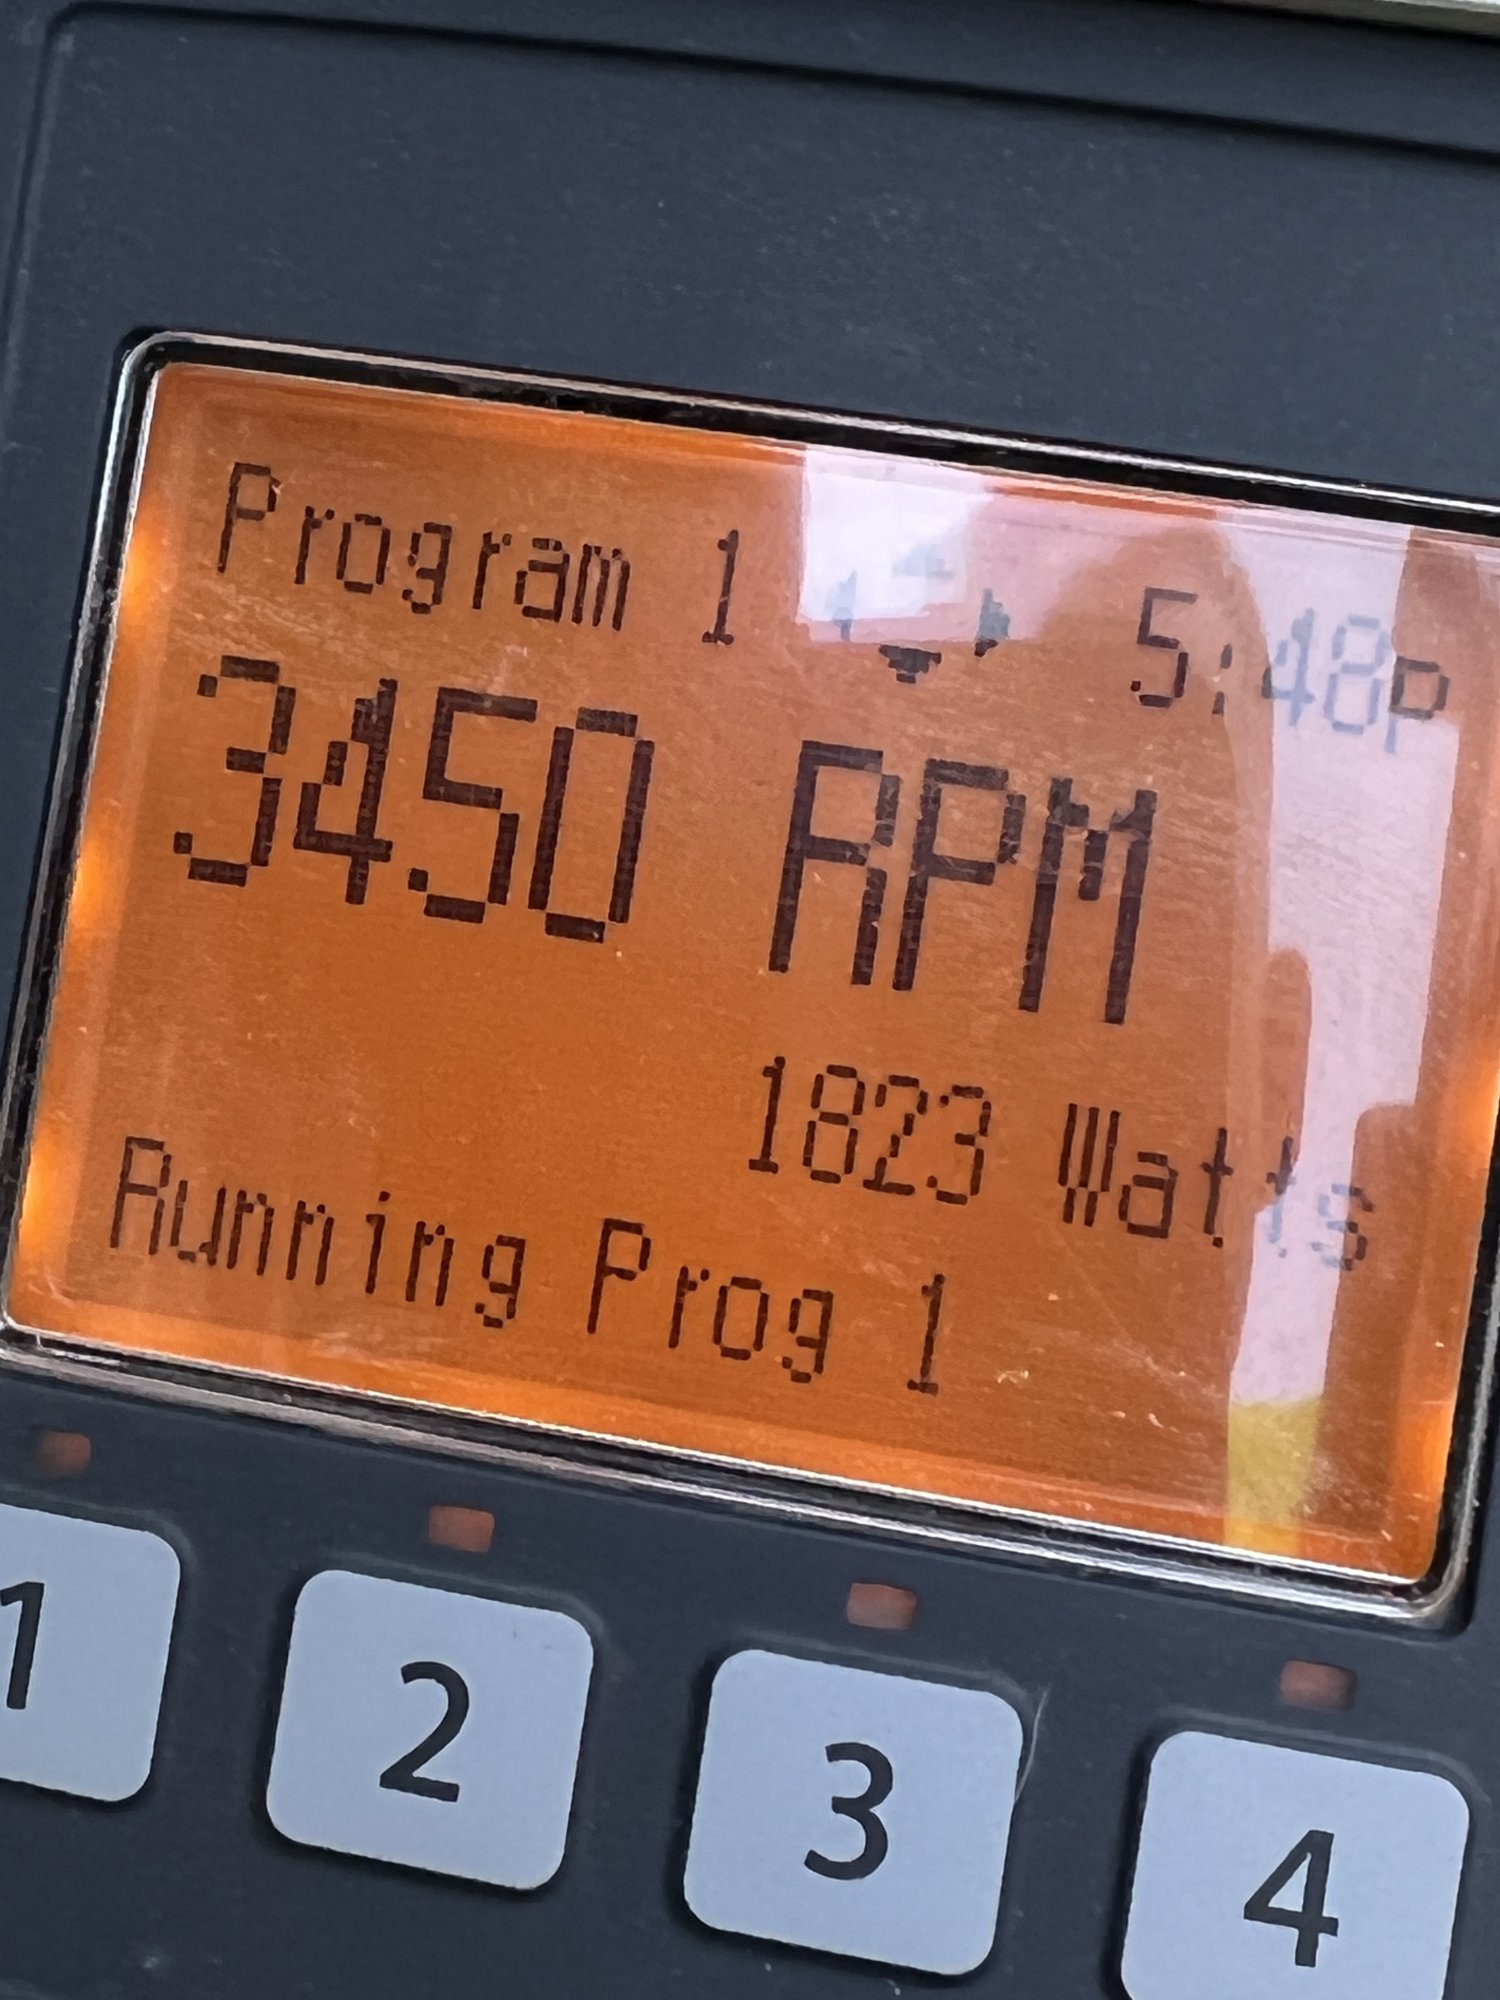 Program 1 5:48p
3450 RPM
1823 Watts
Running Prog 1
1 2 3 4